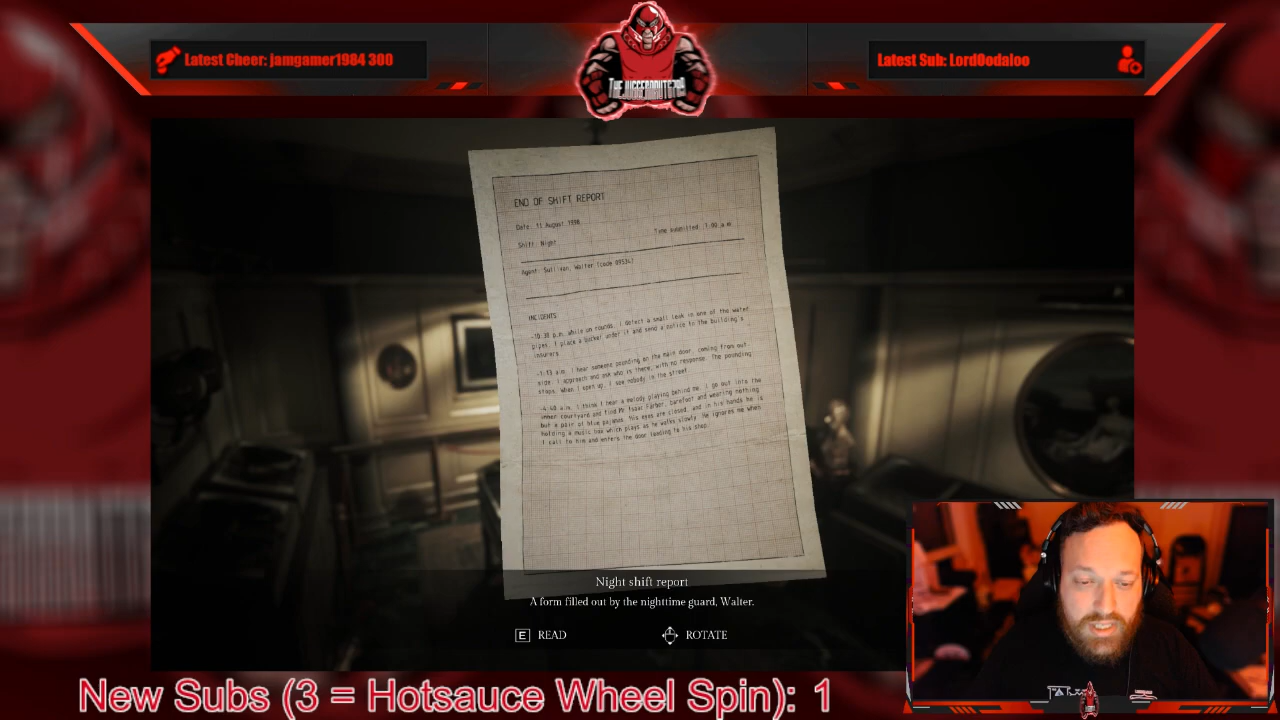 Latest Cheer: jamgamer1984 300
Latest Sub: LordOodaloo
END OF SHIFT REPORT
Date: 11 August 1998
Shift: Night
Time submitted: 7:00 a.m.
Agent: Sullivan, Walter (code 09534)
INCIDENTS
-10:30 p.m. While on rounds, I detect a small leak in one of the water
pipes. I place a bucket under it and send a notice to the building's
insurers.
-1:13 a.m. I hear someone pounding on the main door, coming from out
side. I approach and ask who is there, with no response. The pounding
stops. When I open up, I see nobody in the street.
-4:40 a.m. I think I hear a melody playing behind me. I go out into the
inner courtyard and find Mr Isaac Farber, barefoot and wearing nothing
but a pair of blue pajamas. His eyes are closed, and in his hands he is
holding a music box which plays as he walks slowly. He ignores me when
I call to him and enters the door leading to his shop.
Night shift report
A form filled out by the nighttime guard, Walter.
E READ
ROTATE
New Subs (3 = Hotsauce Wheel Spin): 1